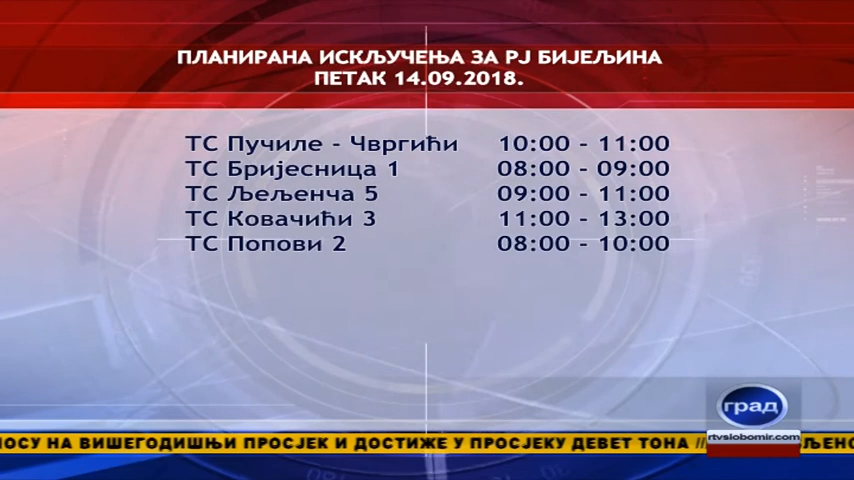 ПЛАНИРАНА ИСКЉУЧЕЊА ЗА РЈ БИЈЕЉИНА
ПЕТАК 14.09.2018.
ТС Пучиле - Чвргићи 10:00 - 11:00
ТС Бријесница 1 08:00 - 09:00
ТС Љељенча 5 09:00 - 11:00
ТС Ковачићи 3 11:00 - 13:00
ТС Попови 2 08:00 - 10:00
град
rtvslobomir.com
НОСУ НА ВИШЕГОДИШЊИ ПРОСЈЕК И ДОСТИЖЕ У ПРОСЈЕКУ ДЕВЕТ ТОНА //